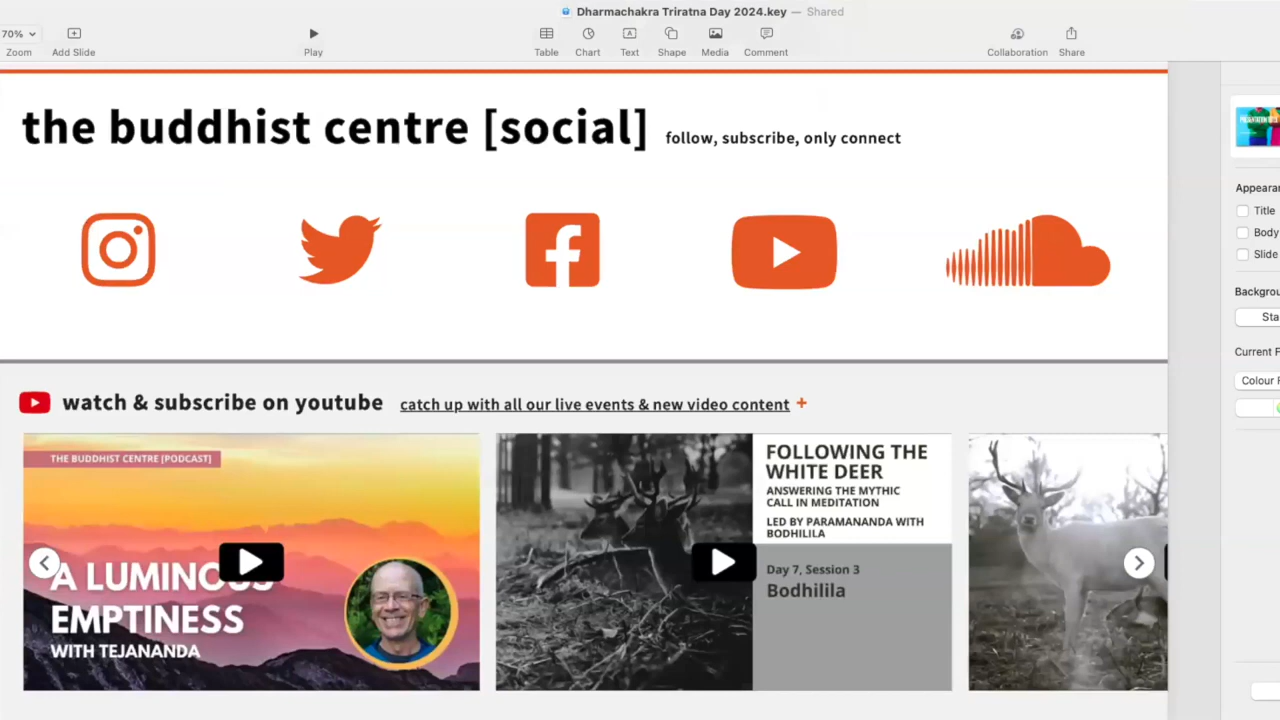 Dharmachakra Triratna Day 2024.key — Shared
70%
Zoom
Add Slide
Play
Table
Chart
Text
Shape
Media
Comment
Collaboration
Share
the buddhist centre [social] follow, subscribe, only connect
Title
Body
Slide
watch & subscribe on youtube catch up with all our live events & new video content +
THE BUDDHIST CENTRE [PODCAST]
A LUMINOUS
EMPTINESS
WITH TEJANANDA
FOLLOWING THE
WHITE DEER
ANSWERING THE MYTHIC
CALL IN MEDITATION
LED BY PARAMANANDA WITH
BODHILILA
Day 7, Session 3
Bodhilila
Current
Colour